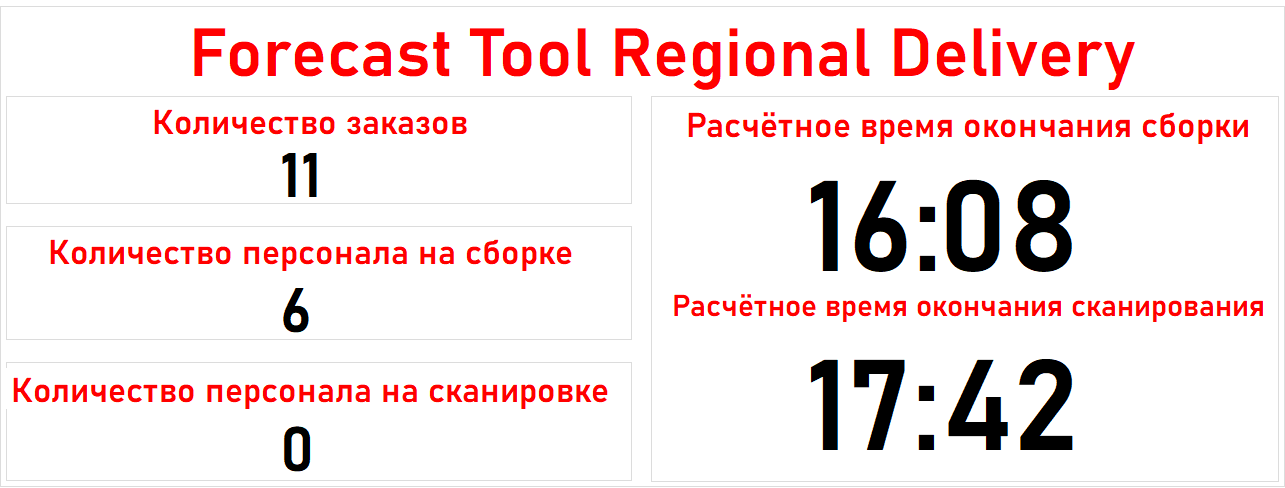 Forecast Tool Regional Delivery
Количество заказов
11
Количество персонала на сборке
6
Количество персонала на сканировке
0
Расчётное время окончания сборки
16:08
Расчётное время окончания сканирования
17:42